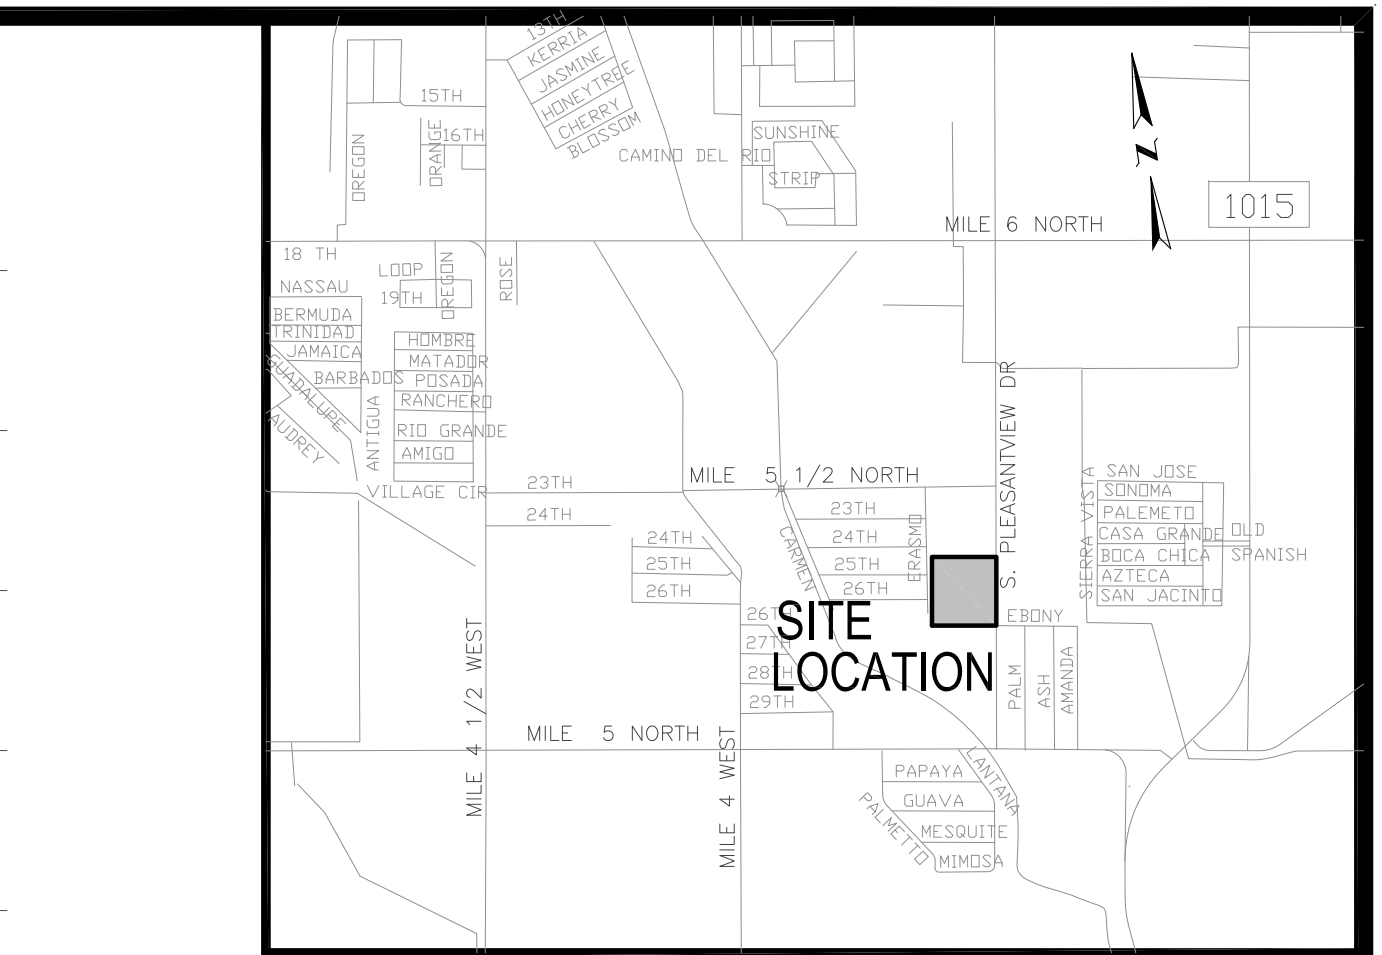 13TH
KERRIA
JASMINE
HONEYTREE
CHERRY
BLOSSOM
15TH
16TH
OREGON
ORANGE
SUNSHINE
CAMINO DEL RIO
STRIP
N
1015
MILE 6 NORTH
18 TH
LOOP
19TH
OREGON
ROSE
NASSAU
BERMUDA
TRINIDAD
JAMAICA
BARBADOS
GUADALUPE
AUDREY
ANTIGUA
HOMBRE
MATADOR
POSADA
RANCHERO
RIO GRANDE
AMIGO
VILLAGE CIR
23TH
24TH
MILE 5 1/2 NORTH
S. PLEASANTVIEW DR
24TH
25TH
26TH
CARMEN
23TH
24TH
25TH
26TH
ERASMO
SIERRA VISTA
SAN JOSE
SONOMA
PALEMETO
CASA GRANDE
BOCA CHICA
AZTECA
SAN JACINTO
OLD
SPANISH
SITE
LOCATION
26TH
27TH
28TH
29TH
EBONY
PALM
ASH
AMANDA
MILE 4 1/2 WEST
MILE 5 NORTH
MILE 4 WEST
PAPAYA
GUAVA
MESQUITE
MIMOSA
PALMETTO
LANTANA